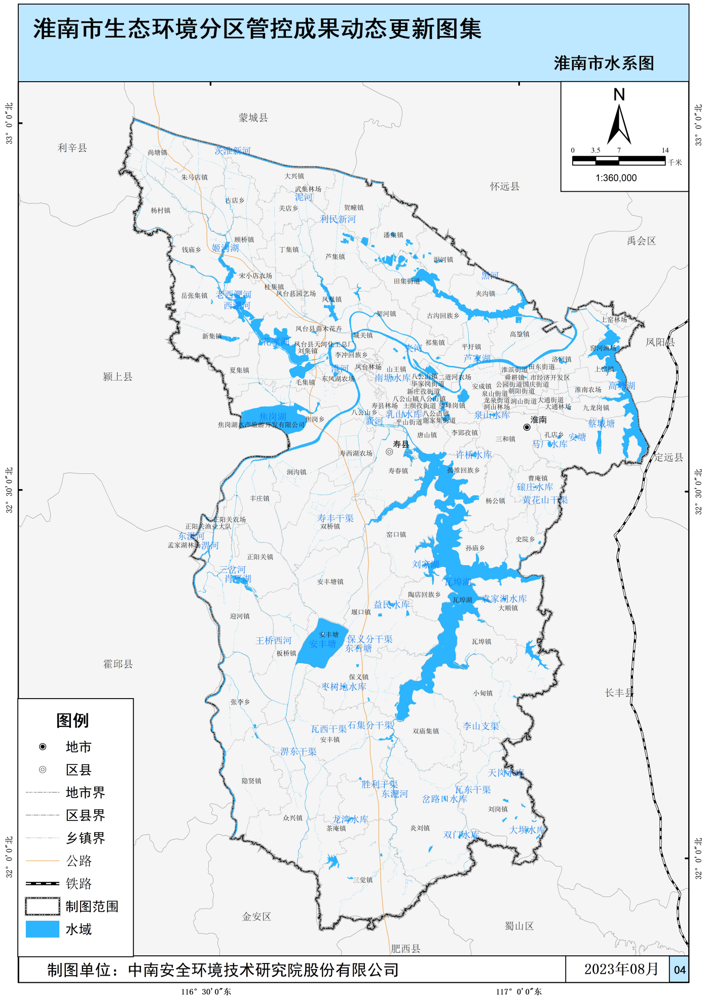 淮南市生态环境分区管控成果动态更新图集
淮南市水系图
N
0 3.5 7 14
千米
1:360,000
33° 0'0"北
33° 0'0"北
32° 30'0"北
32° 30'0"北
32° 0'0"北
32° 0'0"北
蒙城县
利辛县
怀远县
禹会区
凤阳县
颍上县
定远县
霍邱县
长丰县
金安区
蜀山区
肥西县
尚塘镇
茨淮新河
朱马店镇
大兴镇
武集林场
泥河
古店乡
关店乡
贺疃镇
杨村镇
利民新河
潘集镇
顾桥镇
姬沟湖
钱庙乡
丁集镇
芦集镇
泥河镇
宋小店农场
黑河
田集街道
桂集镇
岳张集镇
老西淝河
凤台县园艺场
夹沟镇
凤凰镇
西淝河
架河镇
古沟回族乡
上窑林场
凤台县苗木花卉
城关镇
高皇镇
新集镇
花家湖
凤台县天河化工总厂
祁集镇
平圩镇
窑河渔场
夹河
刘集镇
李冲回族乡
芦家湖
洛河镇
夏集镇
淮河
凤台林场
山王镇
淮滨街道
田东街道
上窑镇
毛集镇
东风湖农场
南塘水库
八公山镇
二道河农场
舜耕镇
市经济开发区
毕家岗街道
安成镇
公园街道
国庆街道
高塘湖
新庄孜街道
泉山街道
朝阳街道
淮南农场
八公山镇
八公山镇
龙泉街道
洞山街道
大通街道
寿县林场
土坝孜街道
望峰岗镇
洞山林场
大通林场
九龙岗镇
焦岗湖
焦岗乡
八公山乡
乳山水库
八公山镇
泉山水库
焦岗湖水产旅游开发有限公司
新河
平山街道
谢家集街道
淮南
蔡城塘
唐山镇
李郢孜镇
三和镇
孔店乡
安塘
寿县
马厂水库
寿西湖农场
许桥水库
涧沟镇
寿春镇
孤堆回族乡
曹庵镇
磙庄水库
丰庄镇
杨公镇
黄花山干渠
正阳关农场
寿丰干渠
正阳关渔业大队
双桥镇
东淠河
窑口镇
史院乡
孟家湖林场
淠河
孙庙乡
正阳关镇
三岔河
刘家湖
肖严湖
安丰塘镇
瓦埠湖
陶店回族乡
瓦埠湖
袁家湖水库
益民水库
大顺镇
迎河镇
堰口镇
安丰塘
王桥西河
安丰塘
保义分干渠
瓦埠镇
板桥镇
东石塘
保义镇
枣树地水库
小甸镇
张李乡
瓦西干渠
石集分干渠
双庙集镇
李山支渠
安丰镇
淠东干渠
隐贤镇
天岗水库
胜利干渠
瓦东干渠
东淝河
岔路口水库
刘岗镇
众兴镇
龙湾水库
茶庵镇
炎刘镇
大坝水库
双门水库
三觉镇
图例
地市
区县
地市界
区县界
乡镇界
公路
铁路
制图范围
水域
制图单位：中南安全环境技术研究院股份有限公司
2023年08月
04
116° 30'0"东
117° 0'0"东